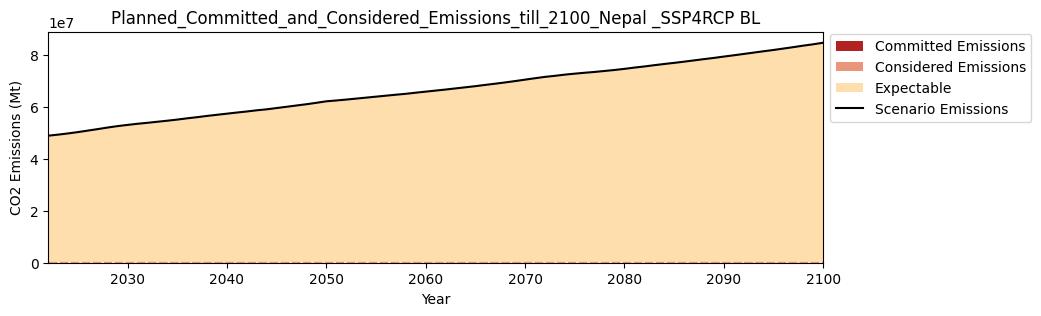 Planned_Committed_and_Considered_Emissions_till_2100_Nepal _SSP4RCP BL
1e7
8
6
4
2
0
CO2 Emissions (Mt)
2030 2040 2050 2060 2070 2080 2090 2100
Year
Committed Emissions
Considered Emissions
Expectable
Scenario Emissions